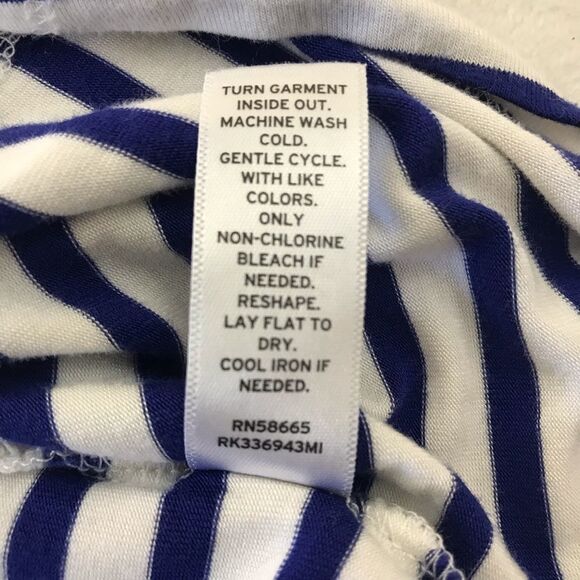 TURN GARMENT
INSIDE OUT.
MACHINE WASH
COLD.
GENTLE CYCLE.
WITH LIKE
COLORS.
ONLY
NON-CHLORINE
BLEACH IF
NEEDED.
RESHAPE.
LAY FLAT TO
DRY.
COOL IRON IF
NEEDED.
RN58665
RK336943MI